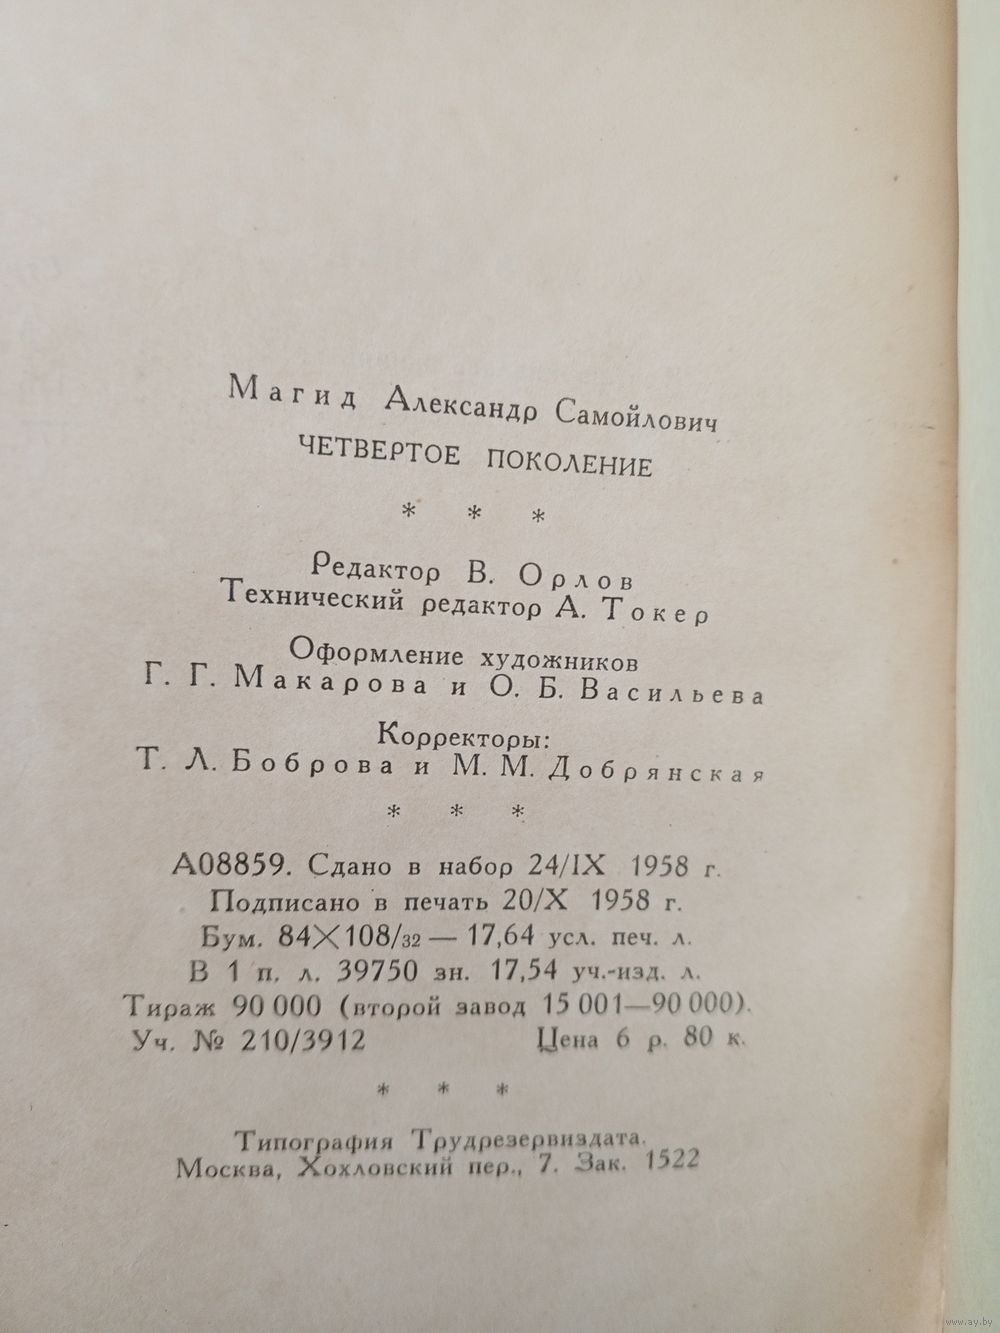 Магид Александр Самойлович
ЧЕТВЕРТОЕ ПОКОЛЕНИЕ
* * *
Редактор В. Орлов
Технический редактор А. Токер
Оформление художников
Г. Г. Макарова и О. Б. Васильева
Корректоры:
Т. Л. Боброва и М. М. Добрянская
* * *
А08859. Сдано в набор 24/IX 1958 г.
Подписано в печать 20/X 1958 г.
Бум. 84×108/32 — 17,64 усл. печ. л.
В 1 п. л. 39750 зн. 17,54 уч.-изд. л.
Тираж 90 000 (второй завод 15 001—90 000).
Уч. № 210/3912 Цена 6 р. 80 к.
* * *
Типография Трудрезервиздата.
Москва, Хохловский пер., 7. Зак. 1522
www.ay.by